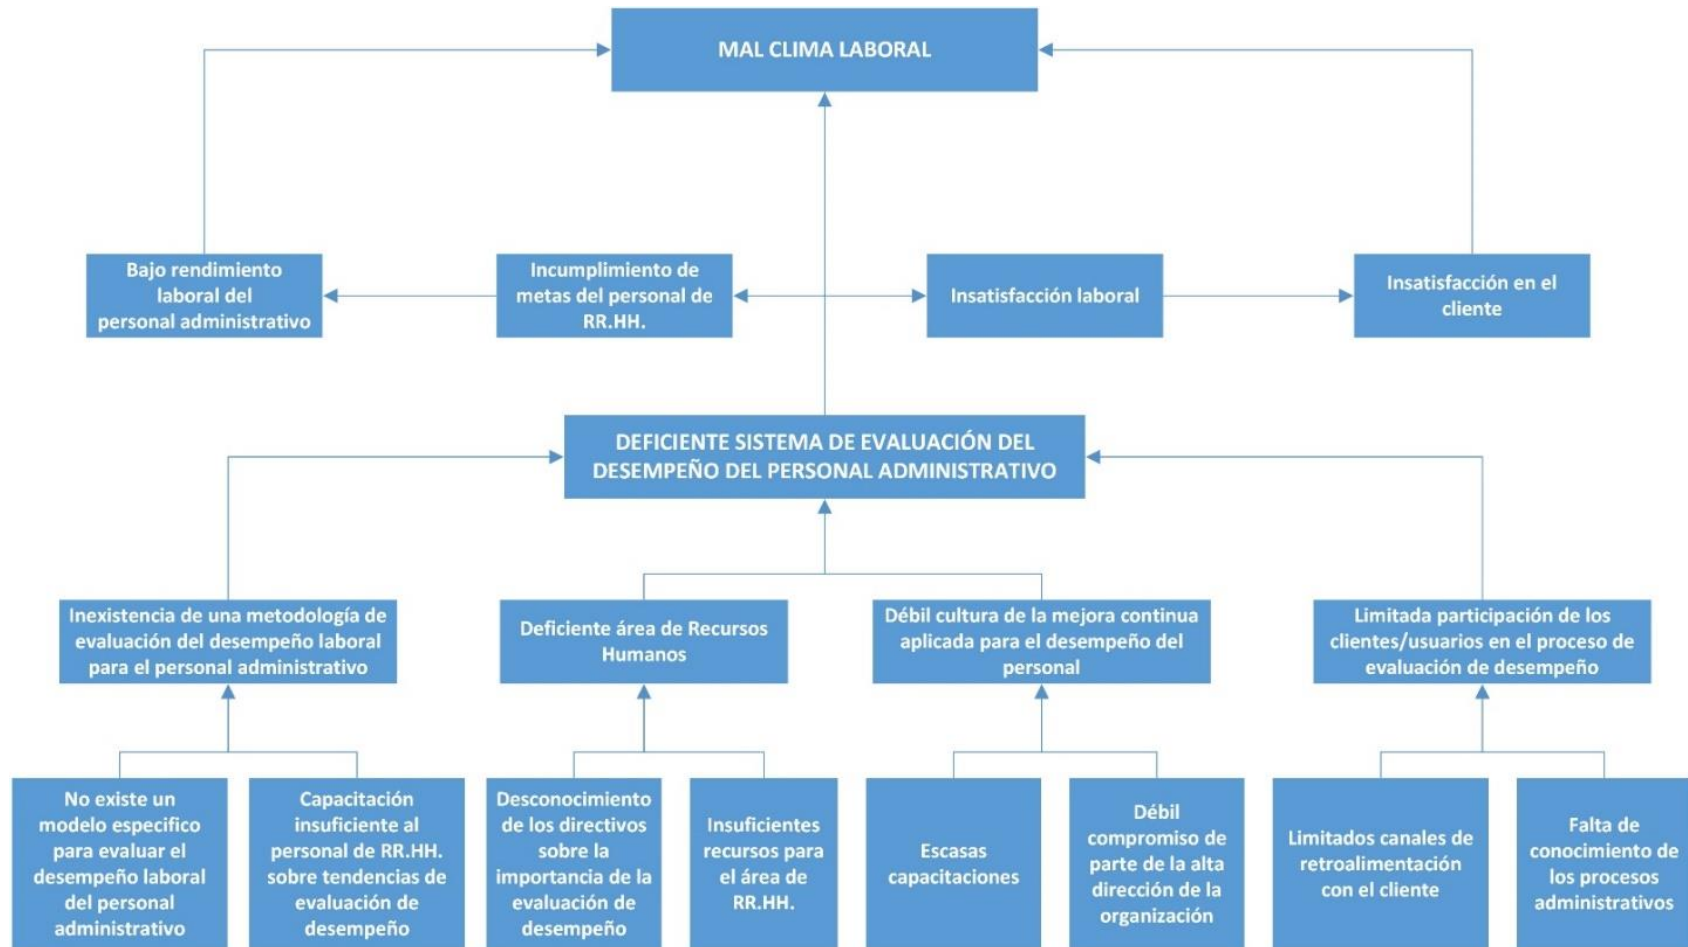 MAL CLIMA LABORAL
Bajo rendimiento
laboral del
personal administrativo
Incumplimiento de
metas del personal de
RR.HH.
Insatisfacción laboral
Insatisfacción en el
cliente
DEFICIENTE SISTEMA DE EVALUACIÓN DEL
DESEMPEÑO DEL PERSONAL ADMINISTRATIVO
Inexistencia de una metodología de
evaluación del desempeño laboral
para el personal administrativo
Deficiente área de Recursos
Humanos
Débil cultura de la mejora continua
aplicada para el desempeño del
personal
Limitada participación de los
clientes/usuarios en el proceso de
evaluación de desempeño
No existe un
modelo especifico
para evaluar el
desempeño laboral
del personal
administrativo
Capacitación
insuficiente al
personal de RR.HH.
sobre tendencias de
evaluación de
desempeño
Desconocimiento
de los directivos
sobre la
importancia de la
evaluación de
desempeño
Insuficientes
recursos para
el área de
RR.HH.
Escasas
capacitaciones
Débil
compromiso de
parte de la alta
dirección de la
organización
Limitados canales de
retroalimentación
con el cliente
Falta de
conocimiento de
los procesos
administrativos